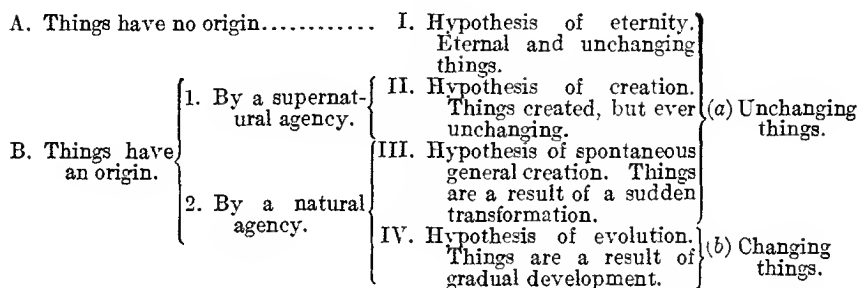 A. Things have no origin............. I. Hypothesis of eternity.
Eternal and unchanging
things.
1. By a supernat-
ural agency.
II. Hypothesis of creation.
Things created, but ever
unchanging.
(a) Unchanging
things.
B. Things have
an origin.
III. Hypothesis of spontaneous
general creation. Things
are a result of a sudden
transformation.
2. By a natural
agency.
IV. Hypothesis of evolution.
Things are a result of
gradual development.
(b) Changing
things.